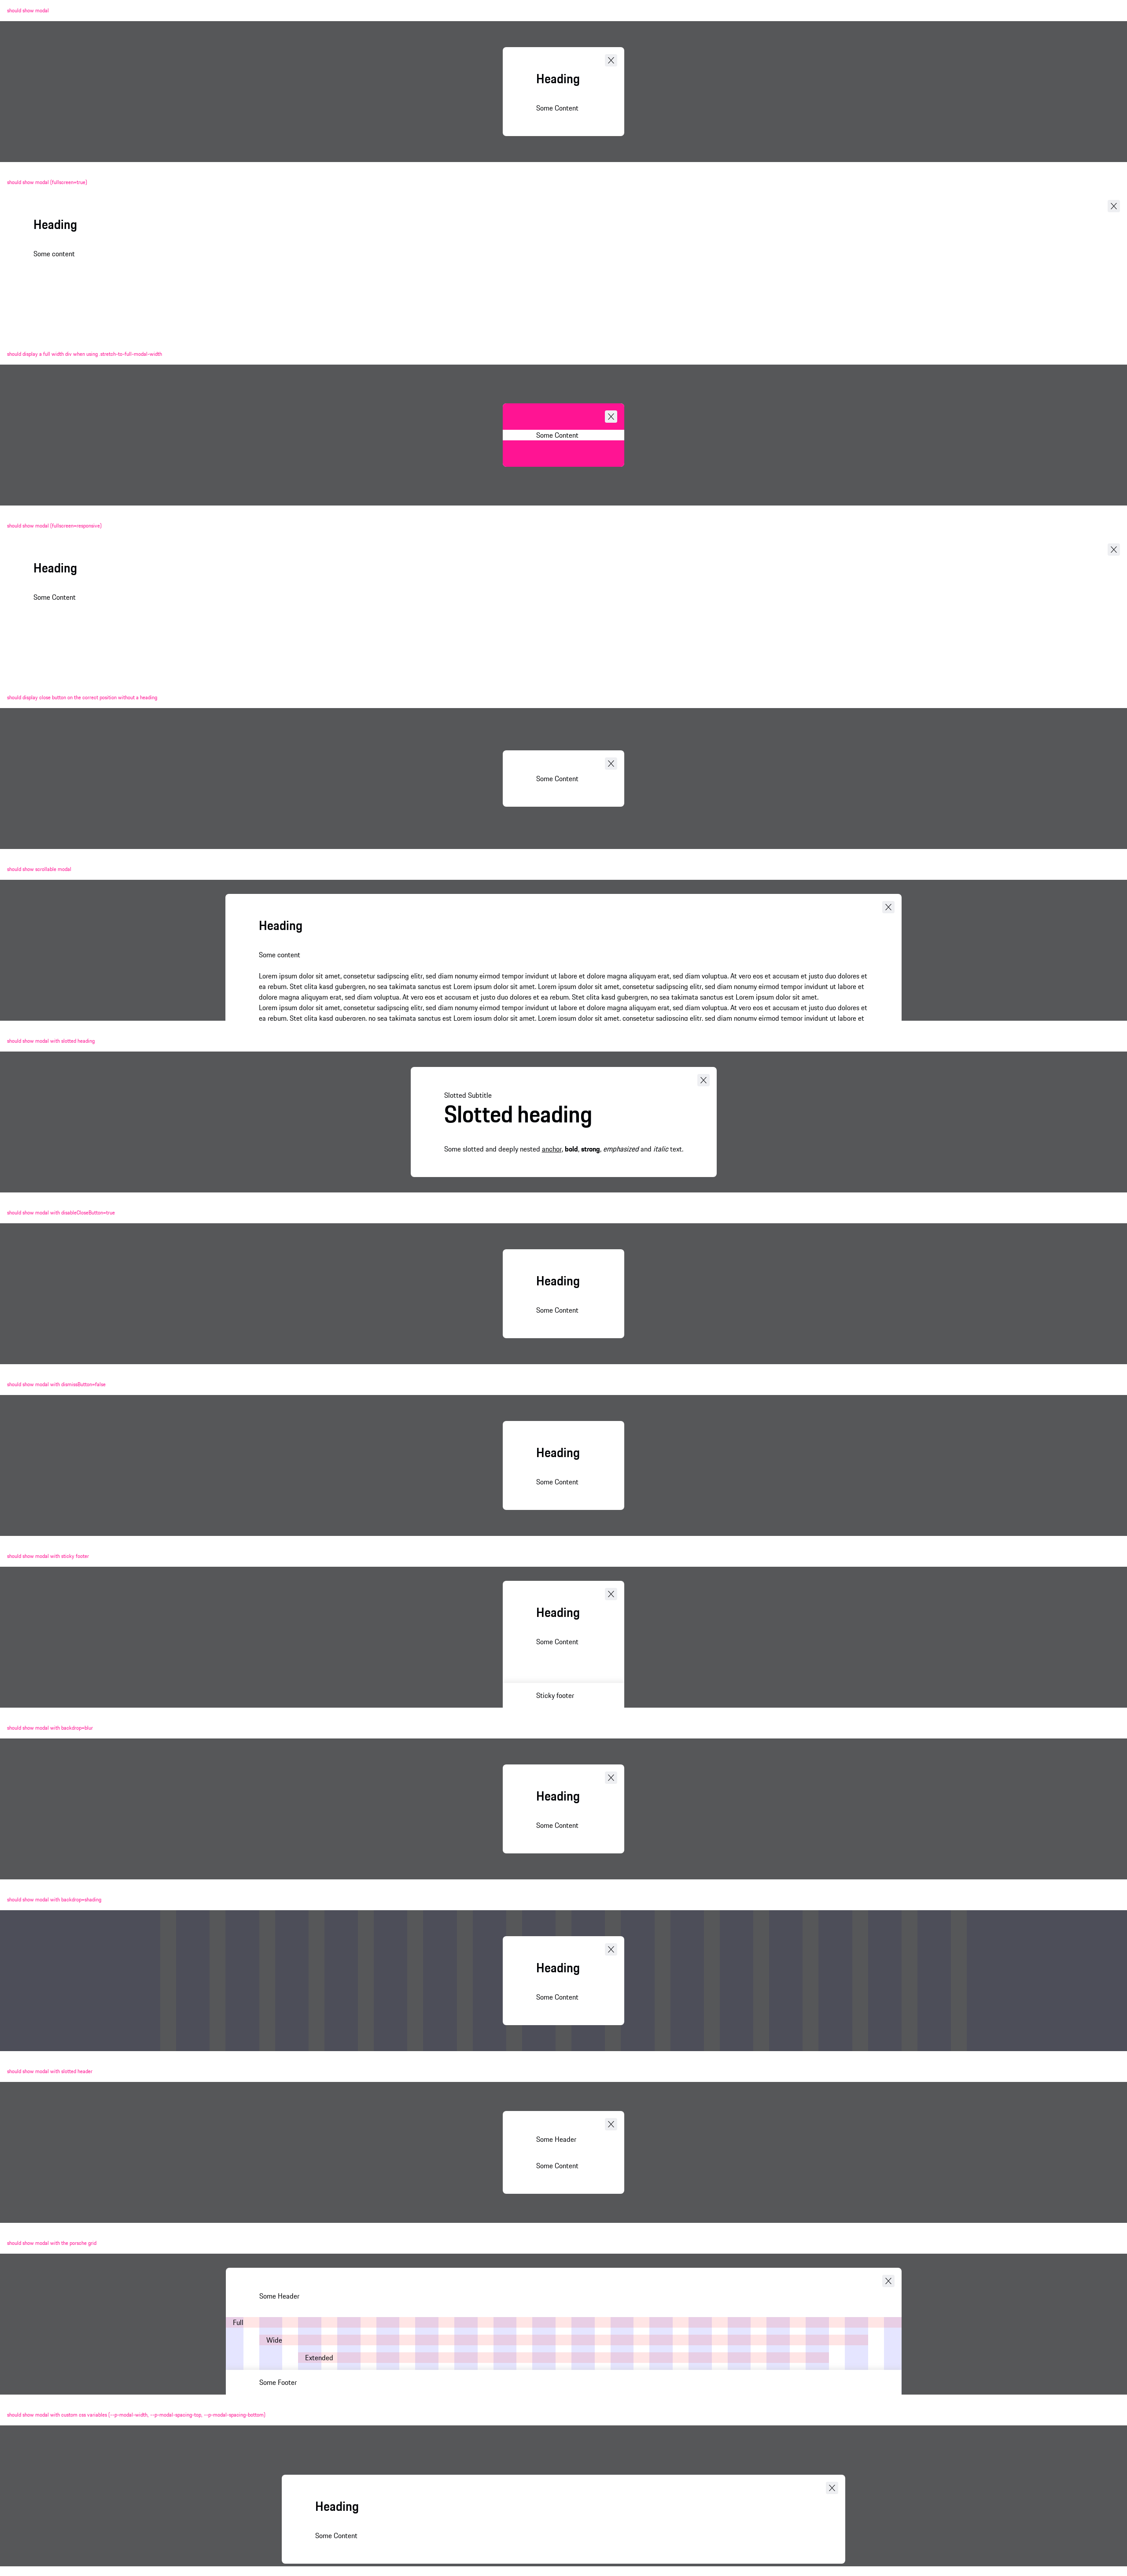 should show modal
Heading
Some Content
should show modal [fullscreen=true]
Heading
Some content
should display a full width div when using .stretch-to-full-modal-width
Some Content
should show modal [fullscreen=responsive]
Heading
Some Content
should display close button on the correct position without a heading.
Some Content
should show scrollable modal
Heading
Some content
Lorem ipsum dolor sit amet, consetetur sadipscing elitr, sed diam nonumy eirmod tempor invidunt ut labore et dolore magna aliquyam erat, sed diam voluptua. At vero eos et accusam et justo duo dolores et
ea rebum. Stet clita kasd gubergren, no sea takimata sanctus est Lorem ipsum dolor sit amet. Lorem ipsum dolor sit amet, consetetur sadipscing elitr, sed diam nonumy eirmod tempor invidunt ut labore et
dolore magna aliquyam erat, sed diam voluptua. At vero eos et accusam et justo duo dolores et ea rebum. Stet clita kasd gubergren, no sea takimata sanctus est Lorem ipsum dolor sit amet.
Lorem ipsum dolor sit amet, consetetur sadipscing elitr, sed diam nonumy eirmod tempor invidunt ut labore et dolore magna aliquyam erat, sed diam voluptua. At vero eos et accusam et justo duo dolores et
ea rebum. Stet clita kasd gubergren, no sea takimata sanctus est Lorem ipsum dolor sit amet. Lorem ipsum dolor sit amet, consetetur sadipscing elitr, sed diam nonumy eirmod tempor invidunt ut labore et
should show modal with slotted heading
Slotted Subtitle
Slotted heading
Some slotted and deeply nested anchor, bold, strong, emphasized and italic text.
should show modal with disableCloseButton=true
Heading
Some Content
should show modal with dismissButton=false
Heading
Some Content
should show modal with sticky footer
Heading
Some Content
Sticky footer
should show modal with backdrop=blur
Heading
Some Content
should show modal with backdrop=shading
Heading
Some Content
should show modal with slotted header
Some Header
Some Content
should show modal with the porsche grid
Some Header
Full
Wide
Extended
Some Footer
should show modal with custom css variables [--p-modal-width, --p-modal-spacing-top, --p-modal-spacing-bottom]
Heading
Some Content